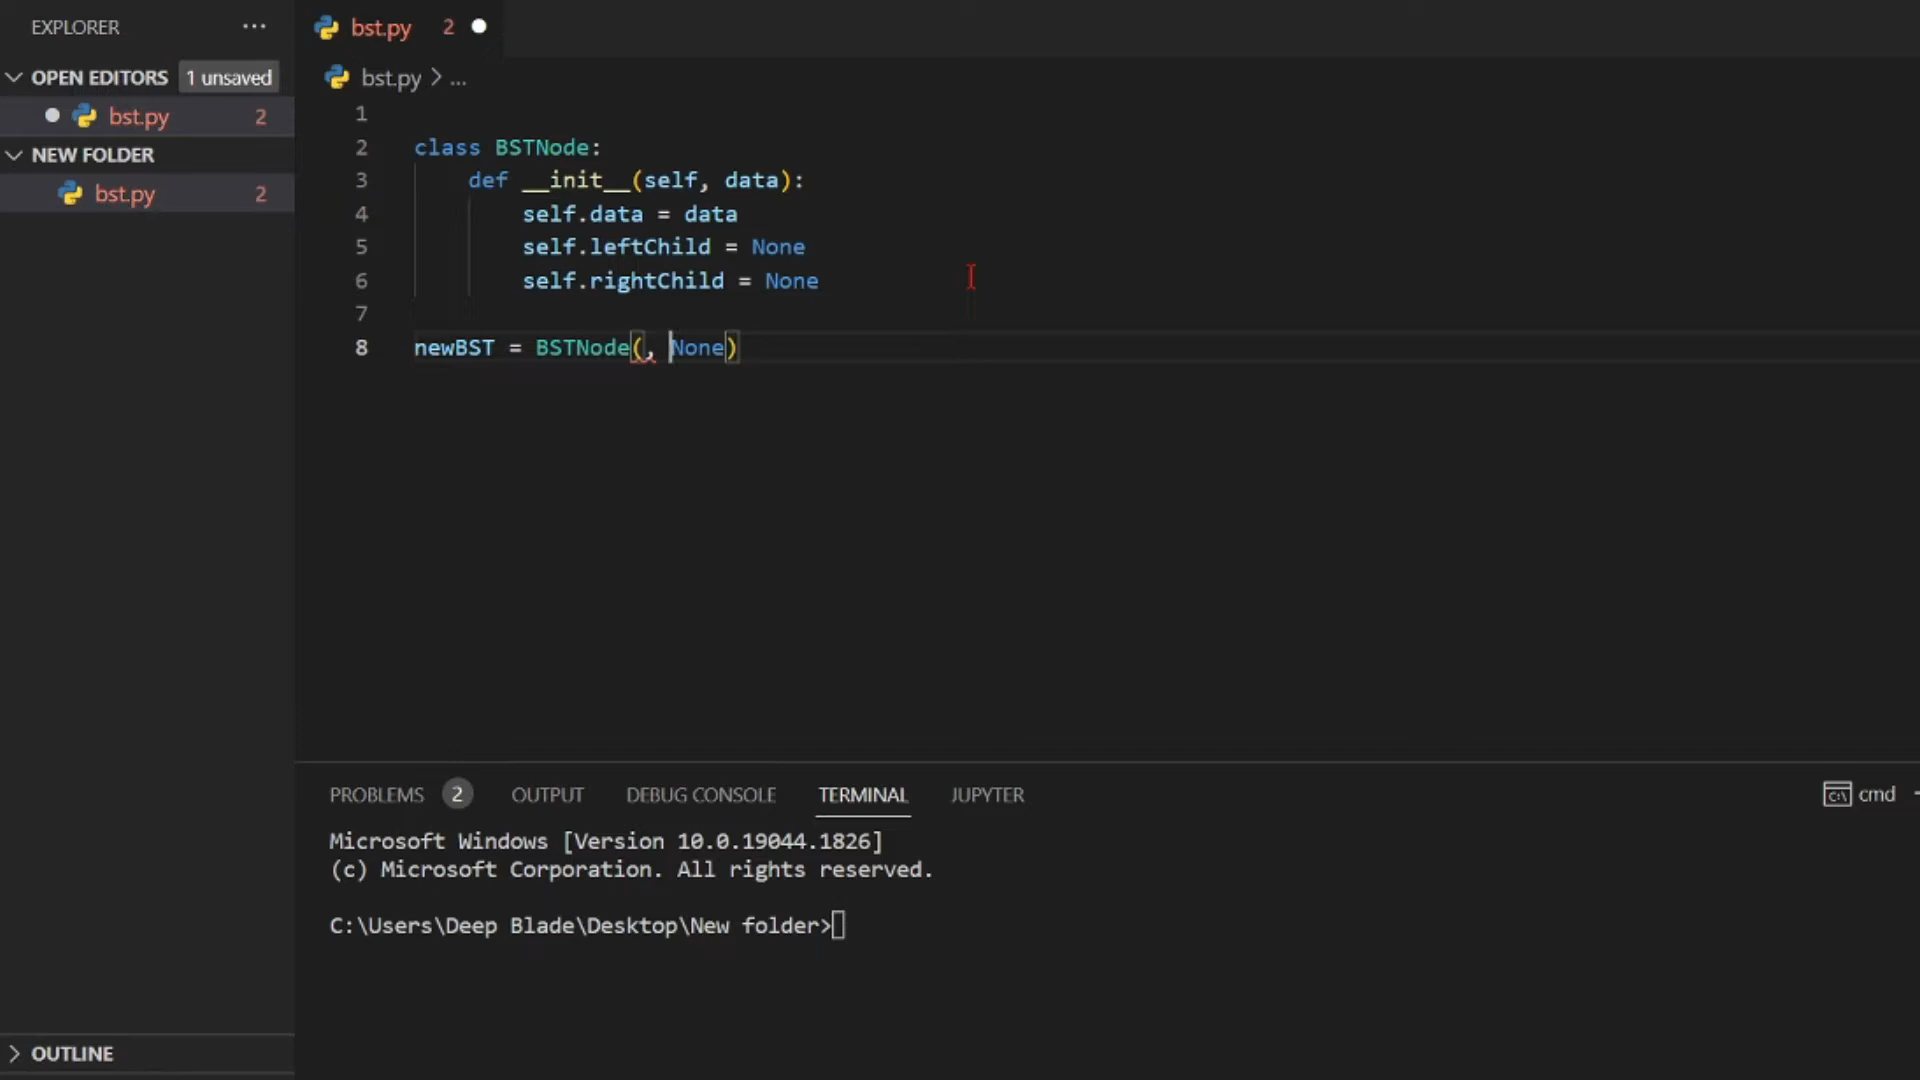 EXPLORER ...
bst.py 2
OPEN EDITORS 1 unsaved
bst.py > ...
bst.py 2
NEW FOLDER
bst.py 2
1
2 class BSTNode:
3 def __init__(self, data):
4 self.data = data
5 self.leftChild = None
6 self.rightChild = None
7
8 newBST = BSTNode(, None)
PROBLEMS 2 OUTPUT DEBUG CONSOLE TERMINAL JUPYTER cmd
Microsoft Windows [Version 10.0.19044.1826]
(c) Microsoft Corporation. All rights reserved.
C:\Users\Deep Blade\Desktop\New folder>
OUTLINE